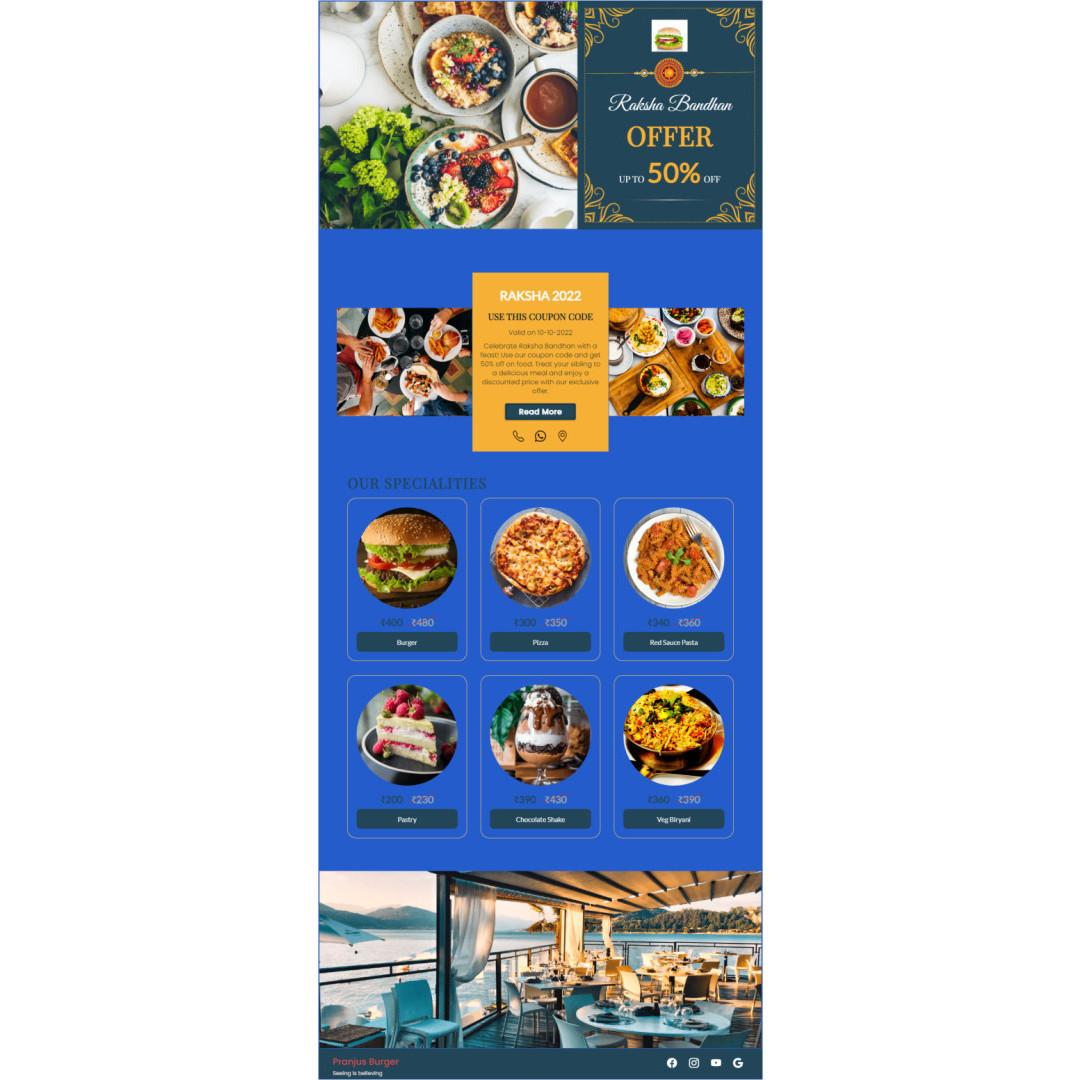 Raksha Bandhan
OFFER
UP TO 50% OFF
RAKSHA 2022
USE THIS COUPON CODE
Valid on 10-10-2022
Celebrate Raksha Bandhan with a
feast! Use our coupon code and get
50% off on food. Treat your sibling to
a delicious meal and enjoy a
discounted price with our exclusive
offer.
Read More
OUR SPECIALITIES
₹400 ₹480
Burger
₹300 ₹350
Pizza
₹340 ₹360
Red Sauce Pasta
₹200 ₹230
Pastry
₹390 ₹430
Chocolate Shake
₹360 ₹390
Veg Biryani
Pranjus Burger
Seeing is believing